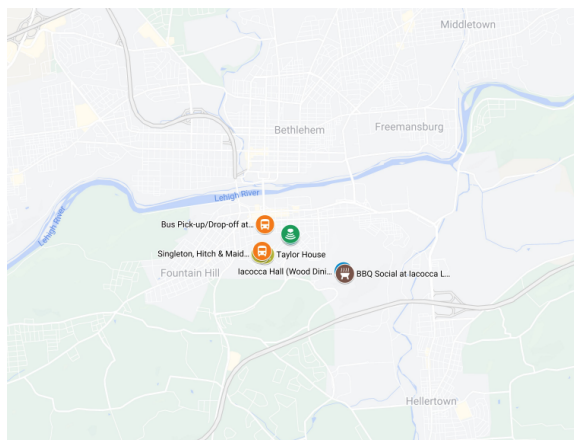 Middletown
Bethlehem
Freemansburg
Lehigh River
Lehigh River
Bus Pick-up/Drop-off at...
Singleton, Hitch & Maid...
Taylor House
Iacocca Hall (Wood Dini...
BBQ Social at Iacocca L...
Fountain Hill
Hellertown